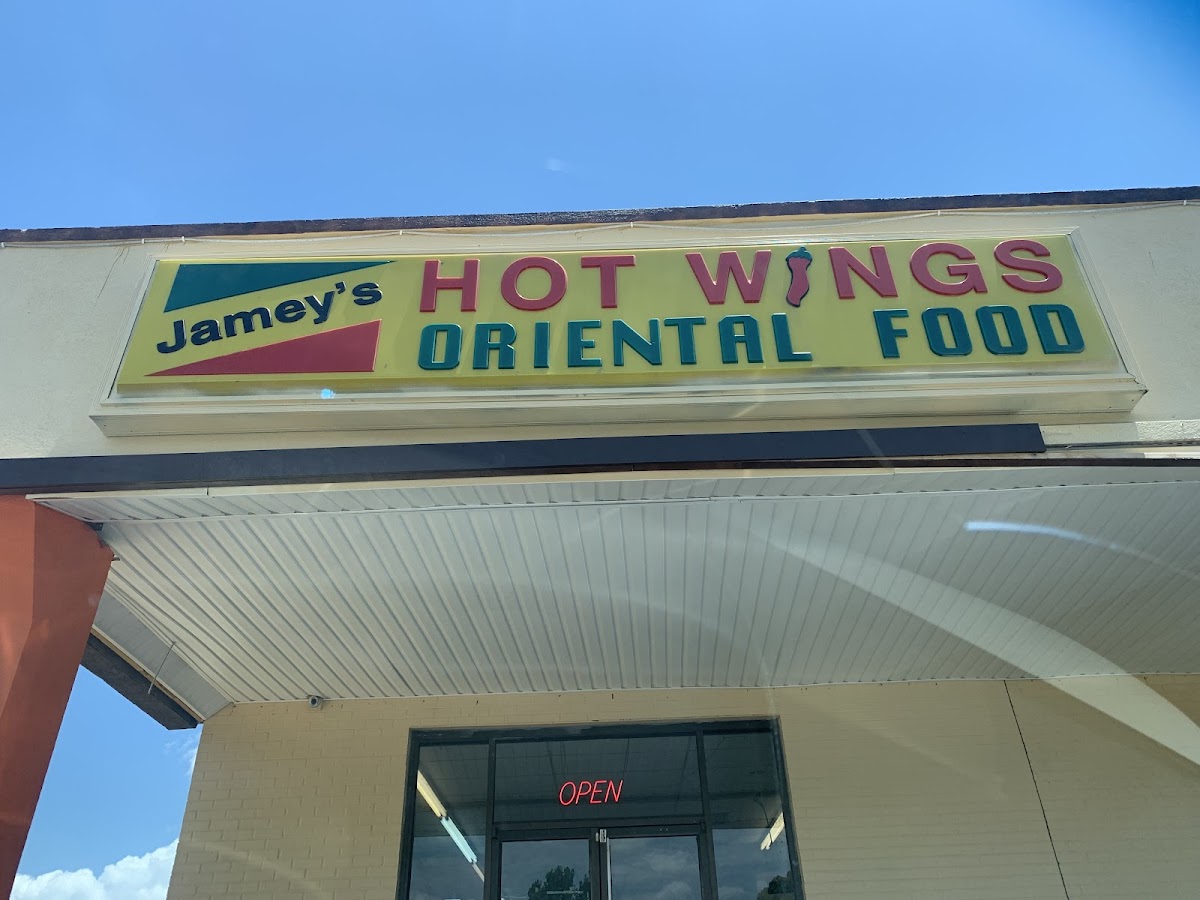 Jamey's
HOT WINGS
ORIENTAL FOOD
OPEN